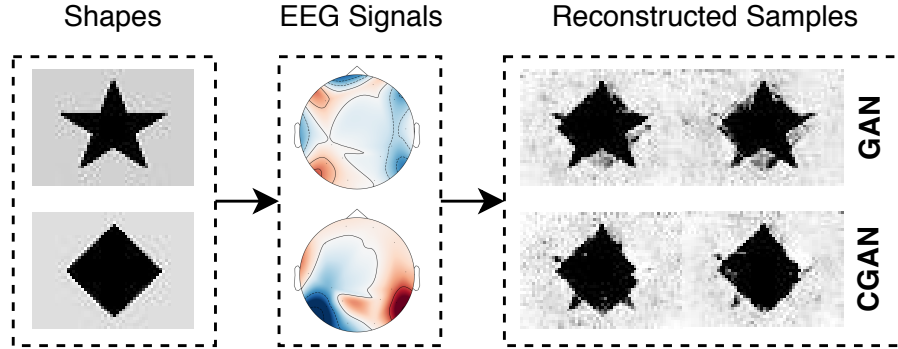 Shapes
EEG Signals
Reconstructed Samples
GAN
CGAN